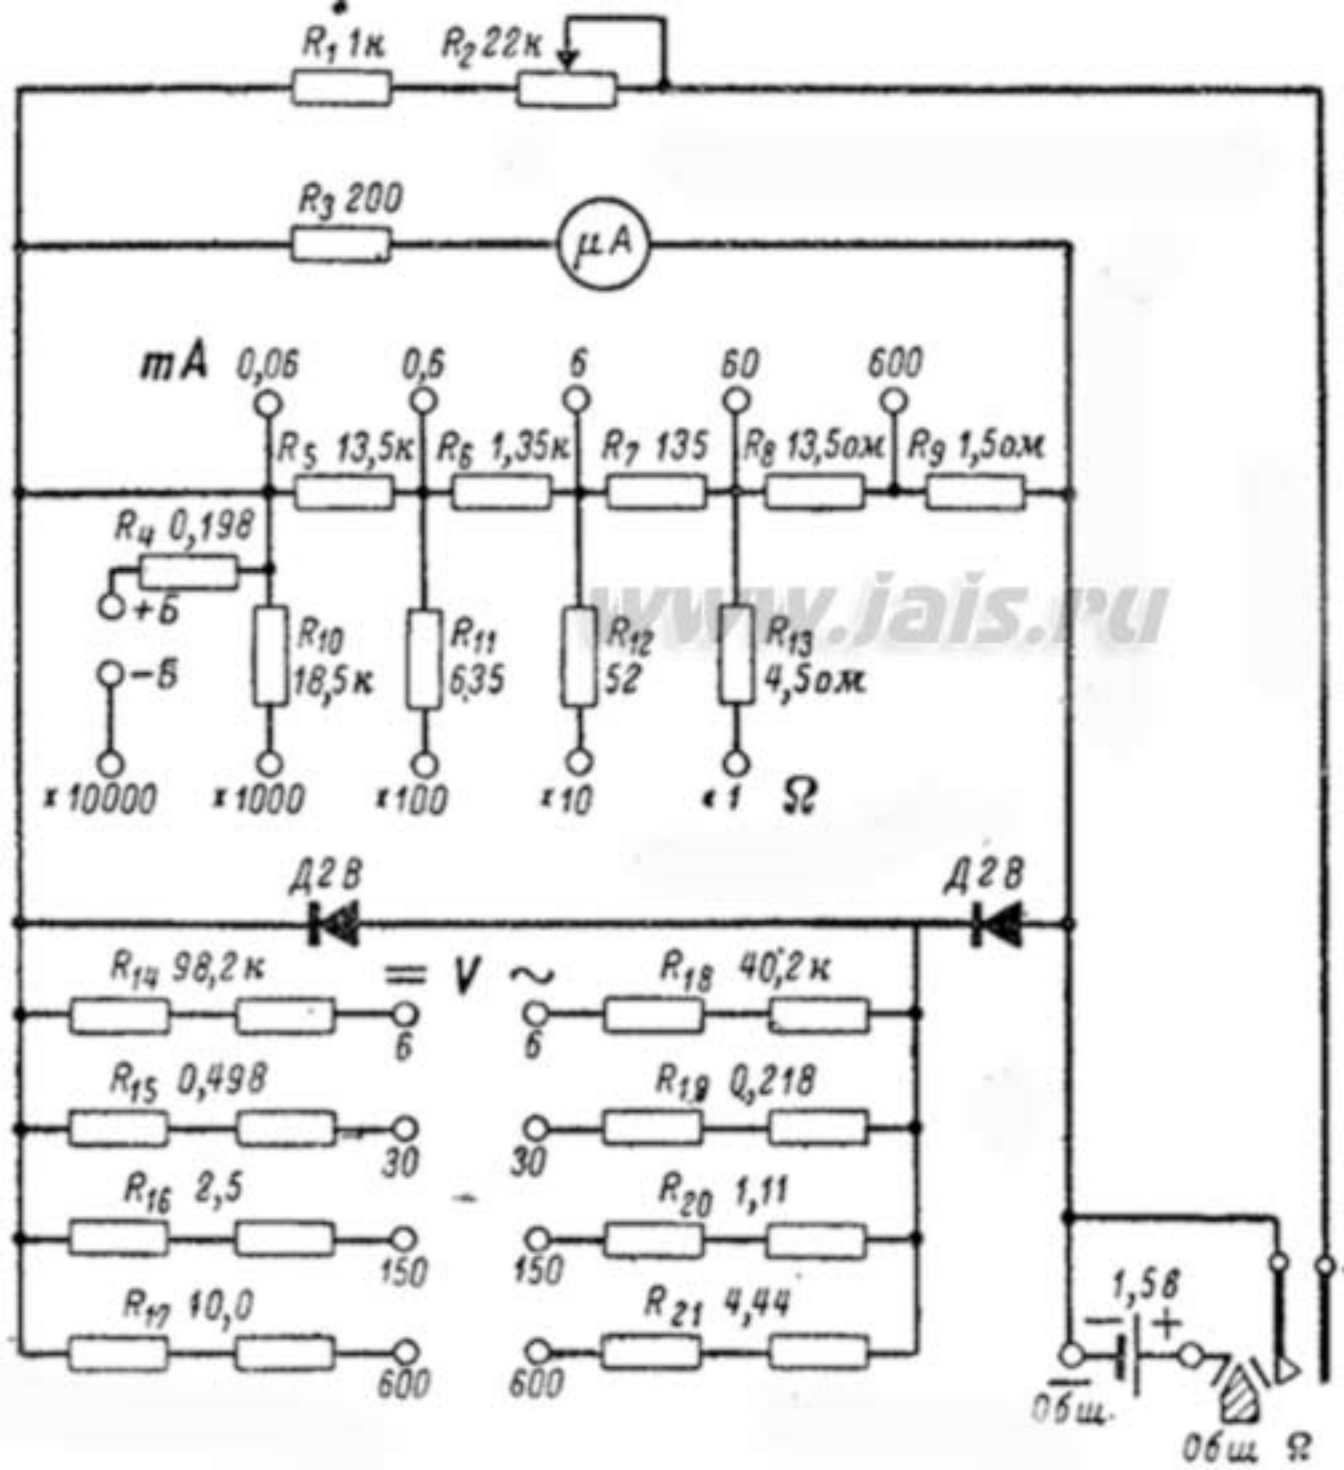 R1 1к R2 22к
R3 200
µA
mA 0,06 0,6 6 60 600
R5 13,5к R6 1,35к R7 135 R8 13,5ом R9 1,5ом
R4 0,198
+Б
-Б
R10 18,5к
R11 635
R12 52
R13 4,5ом
www.jais.ru
x10000 x1000 x100 x10 x1 Ω
Д2В Д2В
R14 98,2к = V ~ R18 40,2к
6 6
R15 0,498 R19 0,218
30 30
R16 2,5 R20 1,11
150 150
R17 10,0 R21 4,44
600 600
1,5в
- +
Общ.
Общ Ω